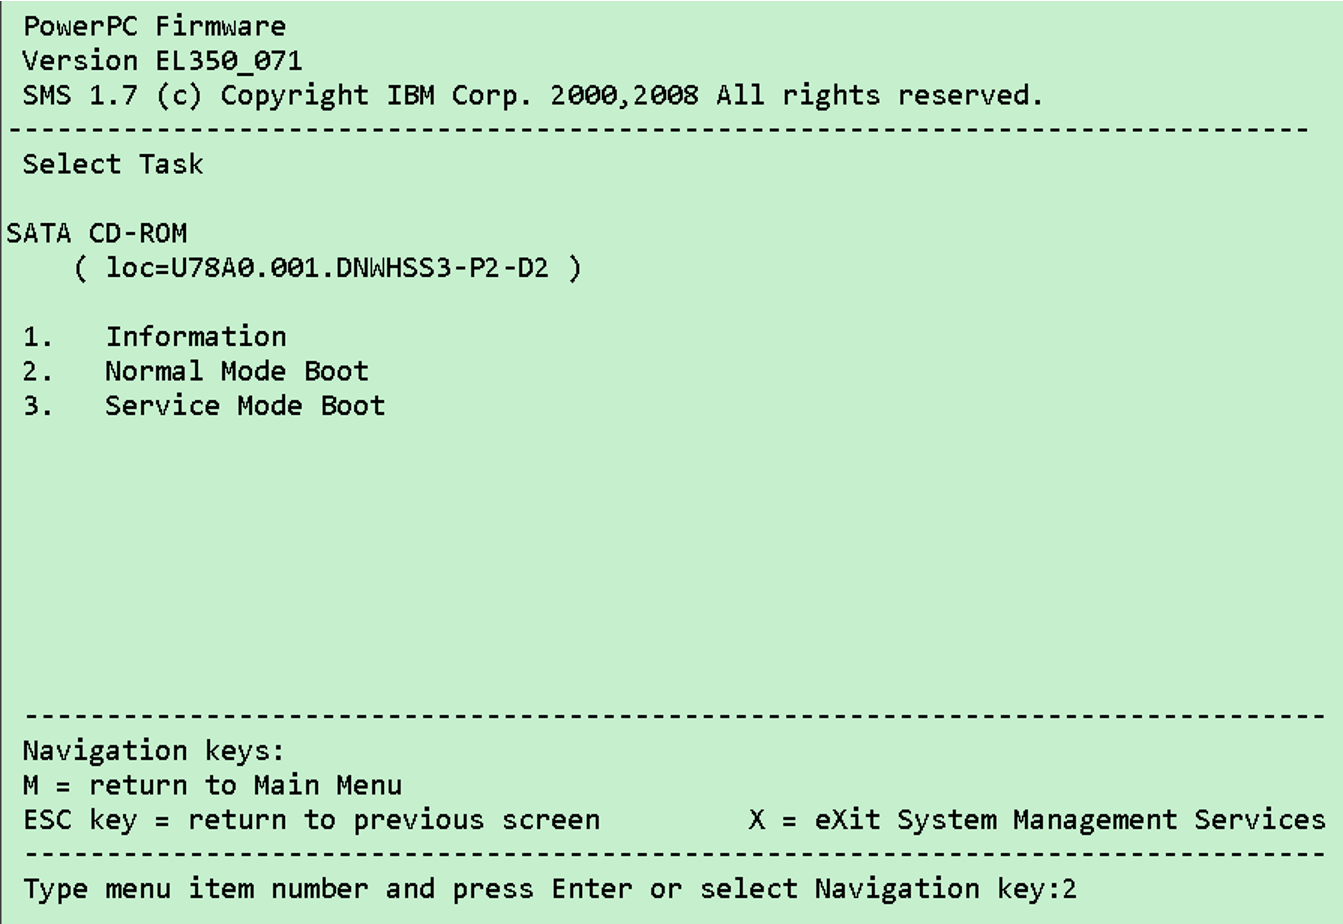 PowerPC Firmware
Version EL350_071
SMS 1.7 (c) Copyright IBM Corp. 2000,2008 All rights reserved.
-------------------------------------------------------------------------------
Select Task
SATA CD-ROM
( loc=U78A0.001.DNWHSS3-P2-D2 )
1. Information
2. Normal Mode Boot
3. Service Mode Boot
-------------------------------------------------------------------------------
Navigation keys:
M = return to Main Menu
ESC key = return to previous screen X = eXit System Management Services
-------------------------------------------------------------------------------
Type menu item number and press Enter or select Navigation key:2